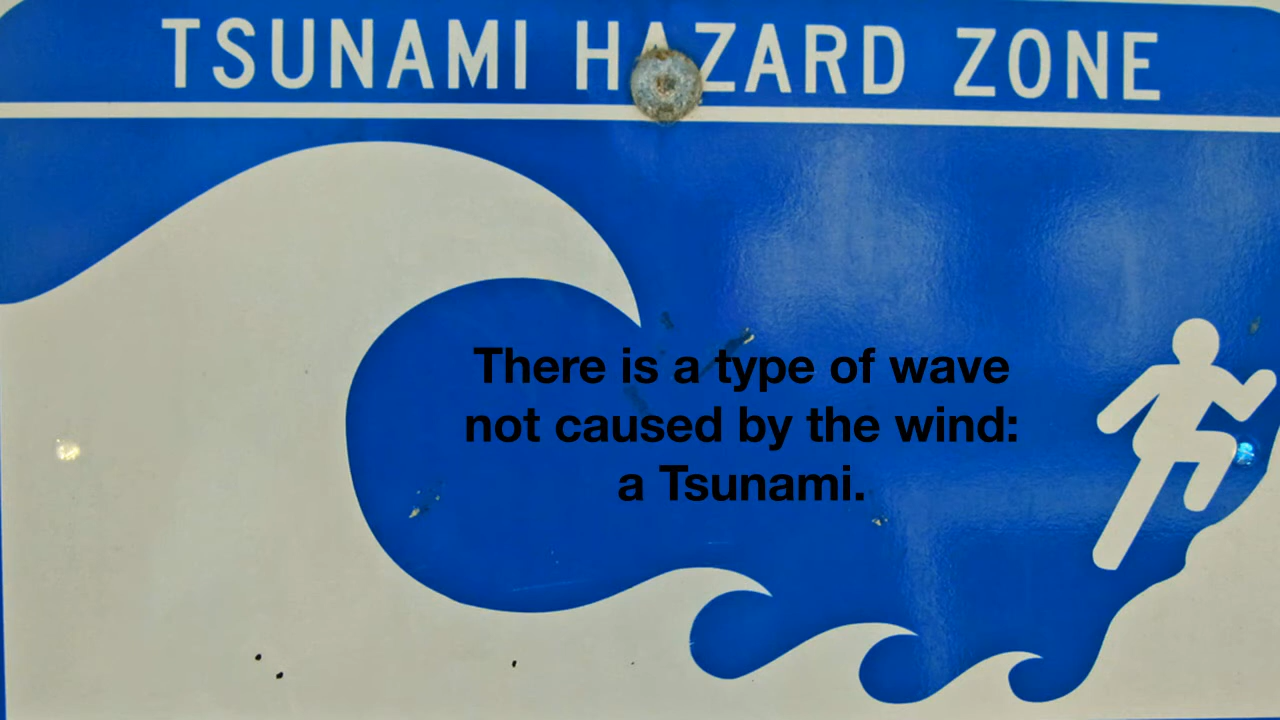 TSUNAMI HAZARD ZONE
There is a type of wave
not caused by the wind:
a Tsunami.